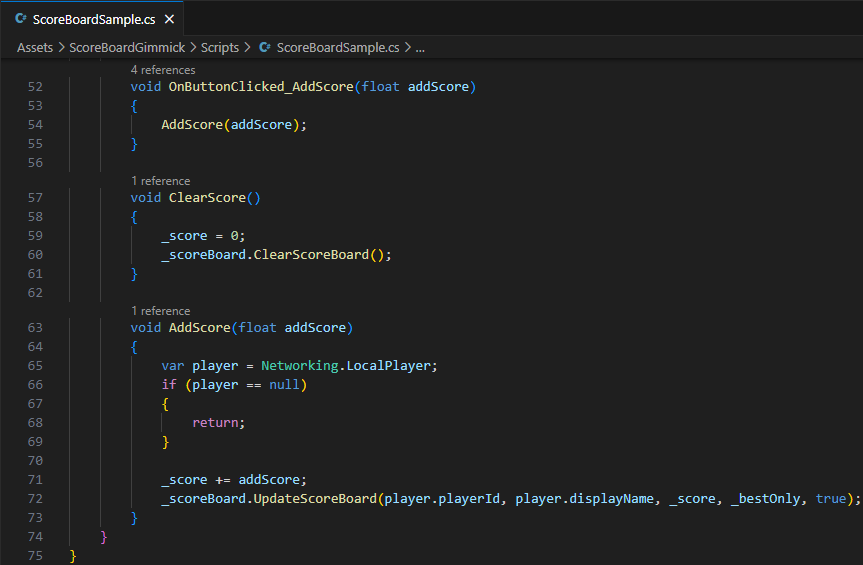 C# ScoreBoardSample.cs ×
Assets > ScoreBoardGimmick > Scripts > C# ScoreBoardSample.cs > ...
4 references
52 void OnButtonClicked_AddScore(float addScore)
53 {
54 AddScore(addScore);
55 }
56
1 reference
57 void ClearScore()
58 {
59 _score = 0;
60 _scoreBoard.ClearScoreBoard();
61 }
62
1 reference
63 void AddScore(float addScore)
64 {
65 var player = Networking.LocalPlayer;
66 if (player == null)
67 {
68 return;
69 }
70
71 _score += addScore;
72 _scoreBoard.UpdateScoreBoard(player.playerId, player.displayName, _score, _bestOnly, true);
73 }
74 }
75 }